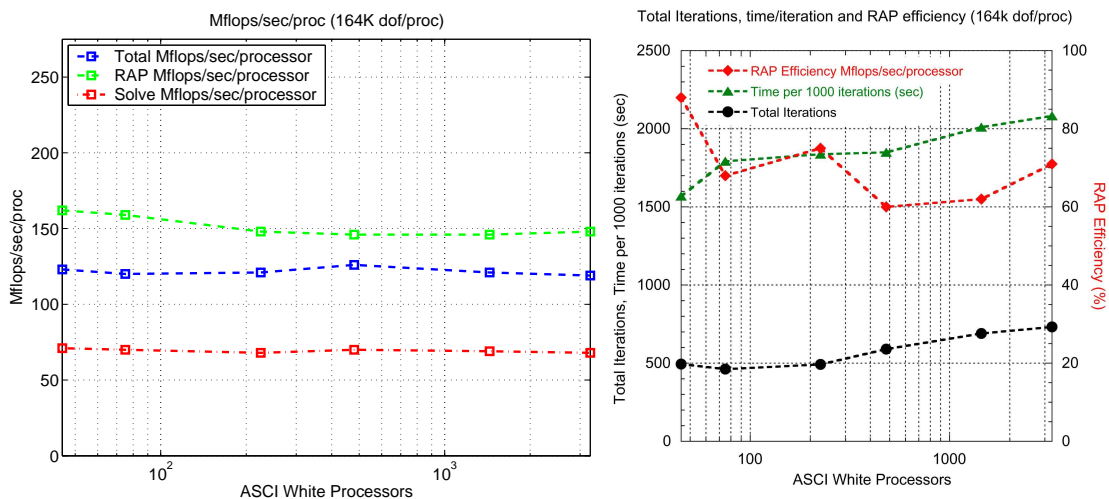 Mflops/sec/proc (164K dof/proc)
Total Mflops/sec/processor
RAP Mflops/sec/processor
Solve Mflops/sec/processor
250
200
150
100
50
0
Mflops/sec/proc
10^2
10^3
ASCI White Processors
Total Iterations, time/iteration and RAP efficiency (164k dof/proc)
RAP Efficiency Mflops/sec/processor
Time per 1000 iterations (sec)
Total Iterations
2500
2000
1500
1000
500
0
Total Iterations, Time per 1000 iterations (sec)
100
80
60
40
20
0
RAP Efficiency (%)
100
1000
ASCI White Processors